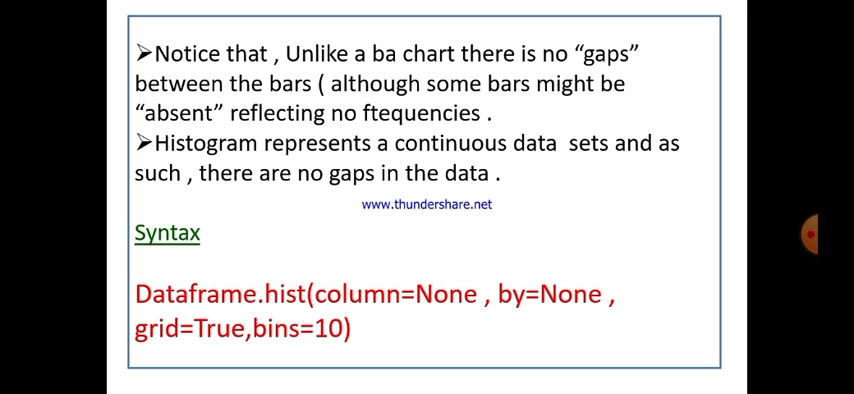 ➢Notice that , Unlike a ba chart there is no “gaps”
between the bars ( although some bars might be
“absent” reflecting no ftequencies .
➢Histogram represents a continuous data sets and as
such , there are no gaps in the data .
www.thundershare.net
Syntax
Dataframe.hist(column=None , by=None ,
grid=True,bins=10)